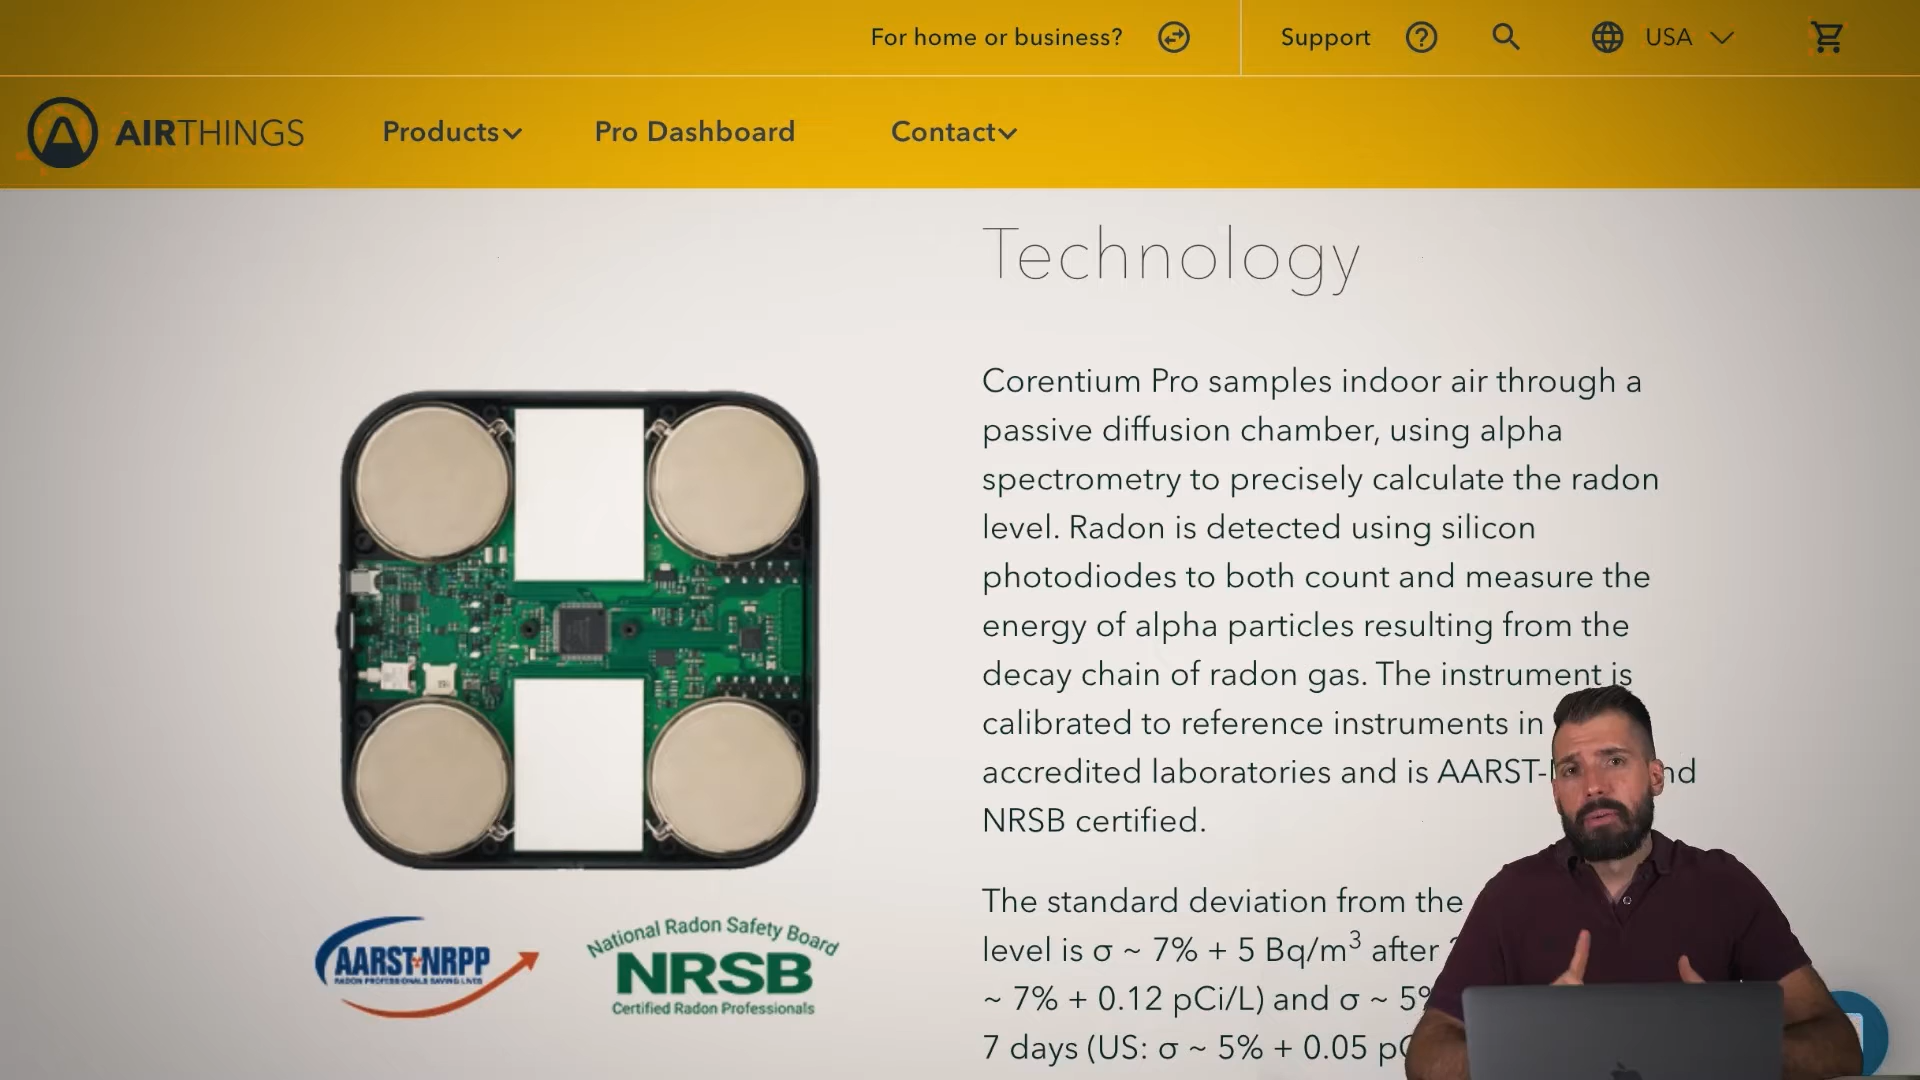 For home or business?
Support
USA
AIRTHINGS
Products
Pro Dashboard
Contact
Technology
Corentium Pro samples indoor air through a
passive diffusion chamber, using alpha
spectrometry to precisely calculate the radon
level. Radon is detected using silicon
photodiodes to both count and measure the
energy of alpha particles resulting from the
decay chain of radon gas. The instrument is
calibrated to reference instruments in
accredited laboratories and is AARST-
NRSB certified.
The standard deviation from the
level is σ ~ 7% + 5 Bq/m³ after
~ 7% + 0.12 pCi/L) and σ ~ 5%
7 days (US: σ ~ 5% + 0.05
AARST-NRPP
RADON PROFESSIONALS SAVING LIVES
National Radon Safety Board
NRSB
Certified Radon Professionals